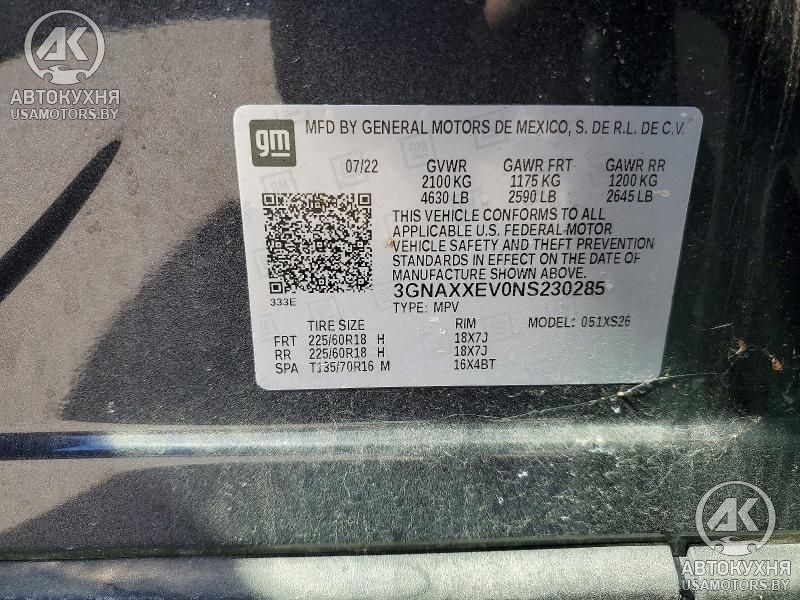 AK
АВТОКУХНЯ
USAMOTORS.BY
gm
MFD BY GENERAL MOTORS DE MEXICO, S. DE R.L. DE C.V.
07/22 GVWR GAWR FRT GAWR RR
2100 KG 1175 KG 1200 KG
4630 LB 2590 LB 2645 LB
THIS VEHICLE CONFORMS TO ALL
APPLICABLE U.S. FEDERAL MOTOR
VEHICLE SAFETY AND THEFT PREVENTION
STANDARDS IN EFFECT ON THE DATE OF
MANUFACTURE SHOWN ABOVE.
333E
3GNAXXEV0NS230285
TYPE: MPV
TIRE SIZE RIM MODEL: 051XS26
FRT 225/60R18 H 18X7J
RR 225/60R18 H 18X7J
SPA T135/70R16 M 16X4BT
AK
АВТОКУХНЯ
USAMOTORS.BY